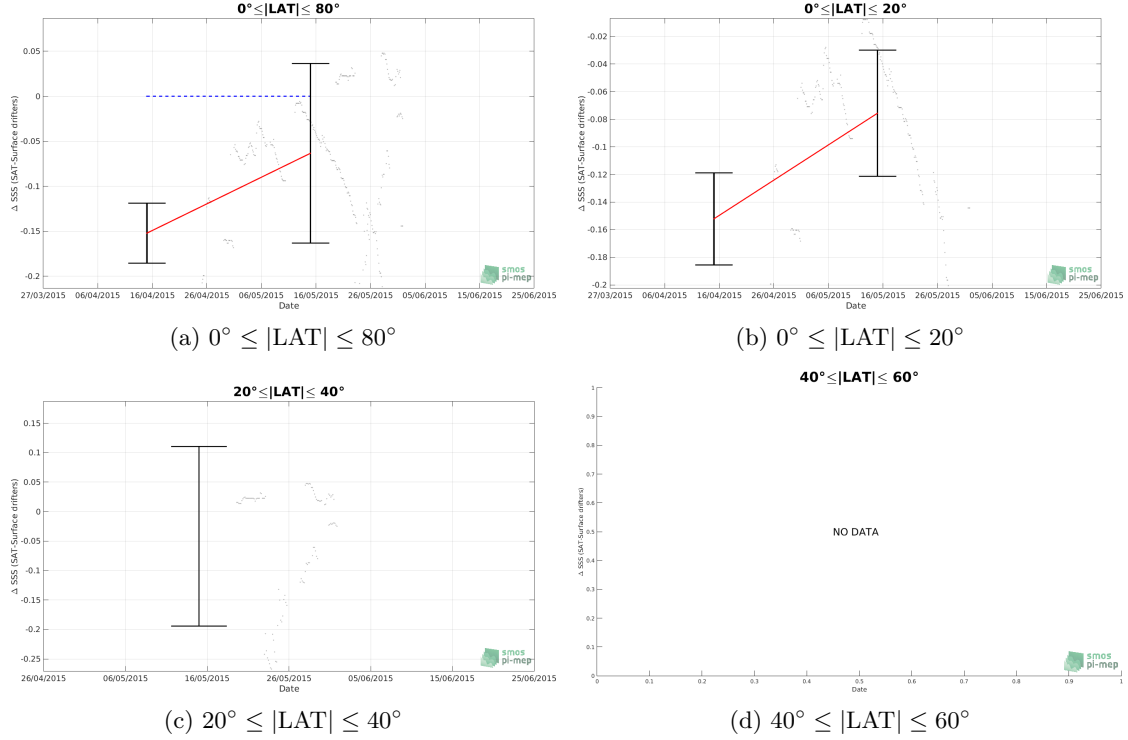 0°≤|LAT|≤ 80°
0.05
0
-0.05
-0.1
-0.15
-0.2
Δ SSS (SAT-Surface drifters)
27/03/2015 06/04/2015 16/04/2015 26/04/2015 06/05/2015 16/05/2015 26/05/2015 05/06/2015 15/06/2015 25/06/2015
Date
smos
pi-mep
(a) 0° ≤ |LAT| ≤ 80°
0°≤|LAT|≤ 20°
-0.02
-0.04
-0.06
-0.08
-0.1
-0.12
-0.14
-0.16
-0.18
-0.2
Δ SSS (SAT-Surface drifters)
27/03/2015 06/04/2015 16/04/2015 26/04/2015 06/05/2015 16/05/2015 26/05/2015 05/06/2015 15/06/2015 25/06/2015
Date
smos
pi-mep
(b) 0° ≤ |LAT| ≤ 20°
20°≤|LAT|≤ 40°
0.15
0.1
0.05
0
-0.05
-0.1
-0.15
-0.2
-0.25
Δ SSS (SAT-Surface drifters)
26/04/2015 06/05/2015 16/05/2015 26/05/2015 05/06/2015 15/06/2015 25/06/2015
Date
smos
pi-mep
(c) 20° ≤ |LAT| ≤ 40°
40°≤|LAT|≤ 60°
1
0.9
0.8
0.7
0.6
0.5
0.4
0.3
0.2
0.1
0
Δ SSS (SAT-Surface drifters)
NO DATA
0 0.1 0.2 0.3 0.4 0.5 0.6 0.7 0.8 0.9 1
Date
smos
pi-mep
(d) 40° ≤ |LAT| ≤ 60°